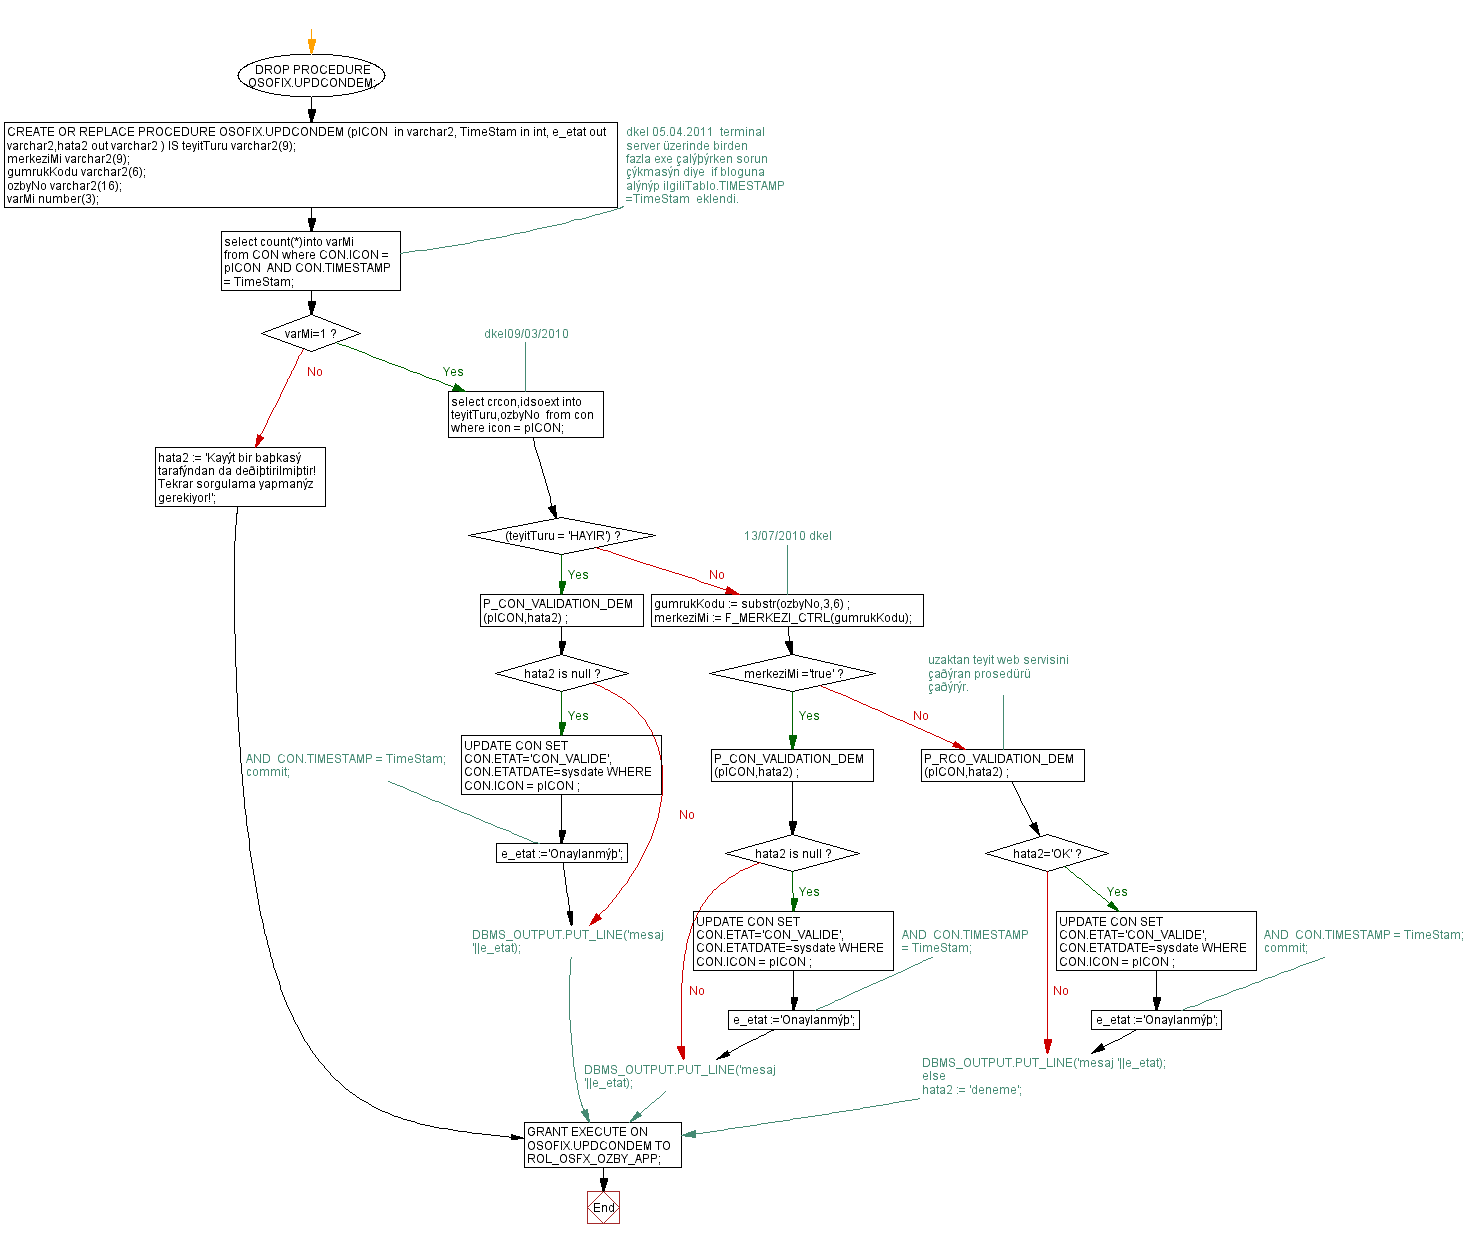 DROP PROCEDURE
OSOFIX.UPDCONDEM;
CREATE OR REPLACE PROCEDURE OSOFIX.UPDCONDEM (pICON  in varchar2, TimeStam in int, e_etat out
varchar2,hata2 out varchar2 ) IS teyitTuru varchar2(9);
merkeziMi varchar2(9);
gumrukKodu varchar2(6);
ozbyNo varchar2(16);
varMi number(3);
dkel 05.04.2011  terminal
server üzerinde birden
fazla exe çalýþýrken sorun
çýkmasýn diye  if bloguna
alýnýp ilgiliTablo.TIMESTAMP
=TimeStam  eklendi.
select count(*)into varMi
from CON where CON.ICON =
pICON  AND CON.TIMESTAMP
= TimeStam;
varMi=1 ?
dkel09/03/2010
No
Yes
select crcon,idsoext into
teyitTuru,ozbyNo  from con
where icon = pICON;
hata2 := 'Kayýt bir baþkasý
tarafýndan da deðiþtirilmiþtir!
Tekrar sorgulama yapmanýz
gerekiyor!';
(teyitTuru = 'HAYIR') ?
13/07/2010 dkel
Yes
No
P_CON_VALIDATION_DEM
(pICON,hata2) ;
gumrukKodu := substr(ozbyNo,3,6) ;
merkeziMi := F_MERKEZI_CTRL(gumrukKodu);
hata2 is null ?
merkeziMi ='true' ?
uzaktan teyit web servisini
çaðýran prosedürü
çaðýrýr.
Yes
Yes
No
UPDATE CON SET
CON.ETAT='CON_VALIDE',
CON.ETATDATE=sysdate WHERE
CON.ICON = pICON ;
AND  CON.TIMESTAMP = TimeStam;
commit;
P_CON_VALIDATION_DEM
(pICON,hata2) ;
P_RCO_VALIDATION_DEM
(pICON,hata2) ;
No
e_etat :='Onaylanmýþ';
hata2 is null ?
hata2='OK' ?
Yes
Yes
DBMS_OUTPUT.PUT_LINE('mesaj
'||e_etat);
UPDATE CON SET
CON.ETAT='CON_VALIDE',
CON.ETATDATE=sysdate WHERE
CON.ICON = pICON ;
AND  CON.TIMESTAMP
= TimeStam;
UPDATE CON SET
CON.ETAT='CON_VALIDE',
CON.ETATDATE=sysdate WHERE
CON.ICON = pICON ;
AND  CON.TIMESTAMP = TimeStam;
commit;
No
No
e_etat :='Onaylanmýþ';
e_etat :='Onaylanmýþ';
DBMS_OUTPUT.PUT_LINE('mesaj
'||e_etat);
DBMS_OUTPUT.PUT_LINE('mesaj '||e_etat);
else
hata2 := 'deneme';
GRANT EXECUTE ON
OSOFIX.UPDCONDEM TO
ROL_OSFX_OZBY_APP;
End